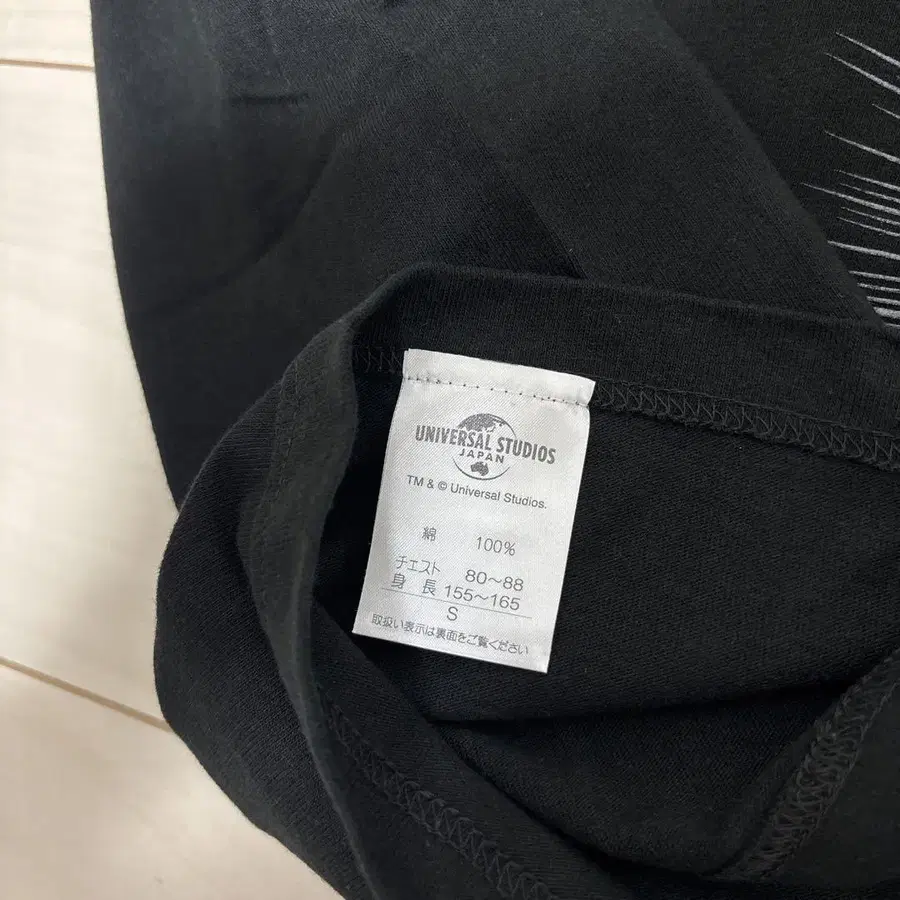 UNIVERSAL STUDIOS
JAPAN
TM & © Universal Studios.
綿 100%
チェスト 80～88
身長 155～165
S
取扱い表示は裏面をご覧ください